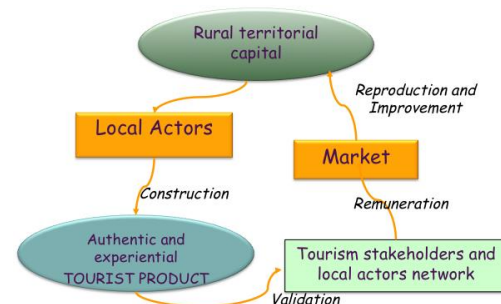 Rural territorial
capital
Reproduction and
Improvement
Local Actors
Market
Construction
Remuneration
Authentic and
experiential
TOURIST PRODUCT
Tourism stakeholders and
local actors network
Validation